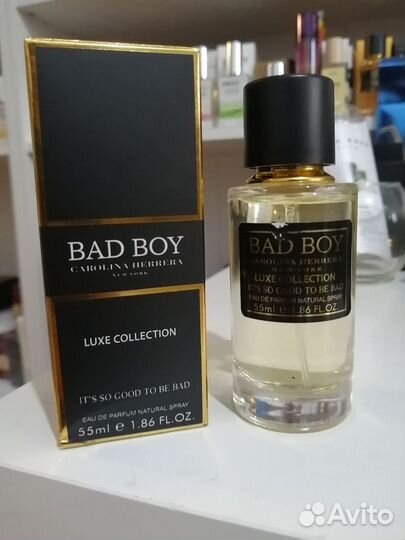 BAD BOY
CAROLINA HERRERA
NEW YORK
LUXE COLLECTION
IT'S SO GOOD TO BE BAD
EAU DE PARFUM NATURAL SPRAY
55ml e 1.86 FL.OZ.
BAD BOY
CAROLINA HERRERA
NEW YORK
LUXE COLLECTION
IT'S SO GOOD TO BE BAD
EAU DE PARFUM NATURAL SPRAY
55ml e 1.86 FL.OZ.
Avito